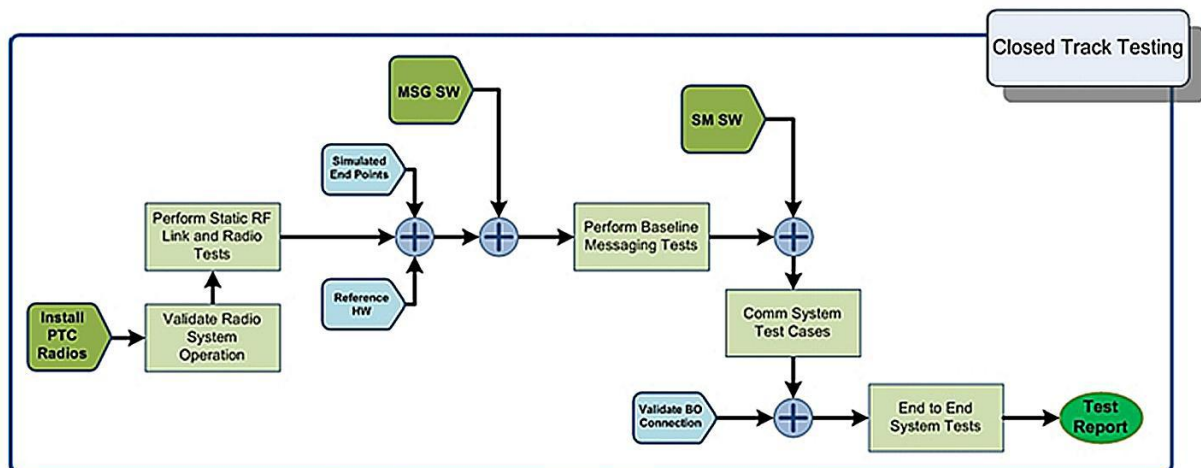 Closed Track Testing
MSG SW
SM SW
Simulated
End Points
Perform Static RF
Link and Radio
Tests
Perform Baseline
Messaging Tests
Reference
HW
Install
PTC
Radios
Validate Radio
System
Operation
Comm System
Test Cases
Validate BO
Connection
End to End
System Tests
Test
Report